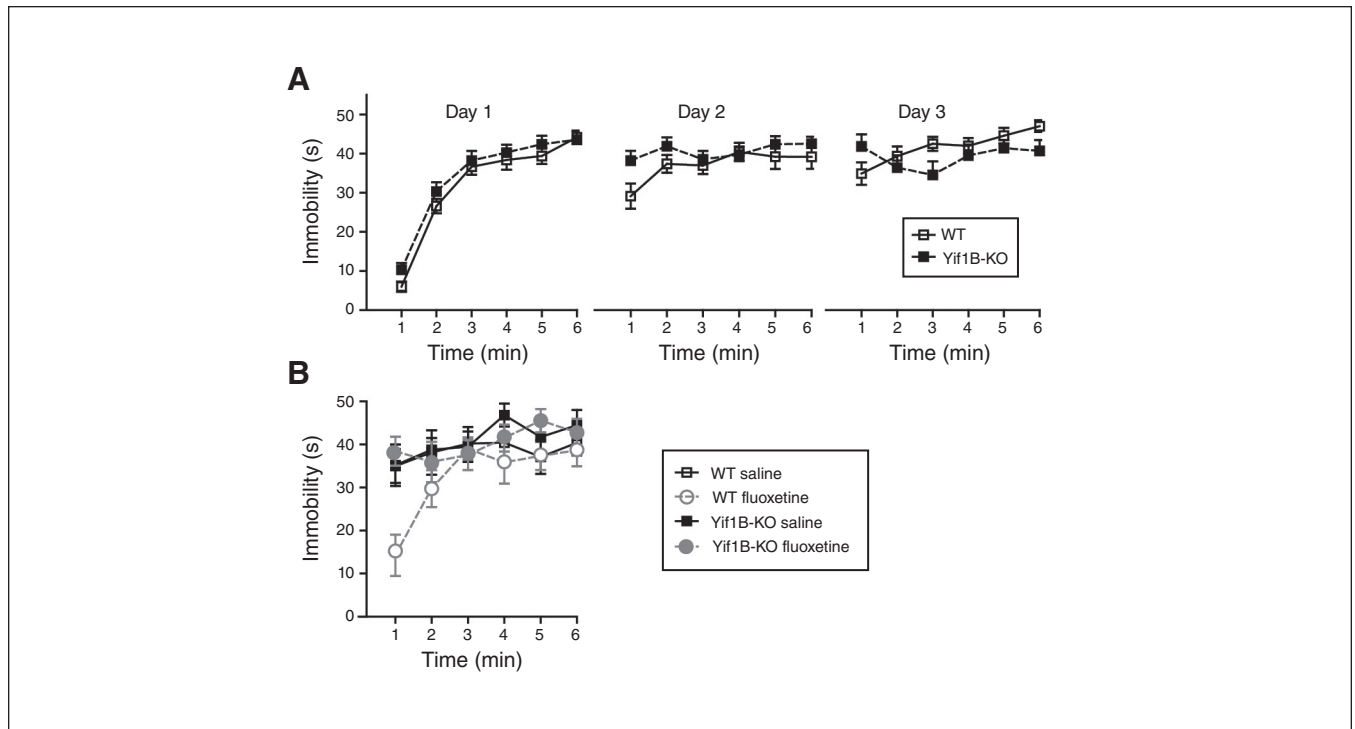 A
Day 1
Day 2
Day 3
Immobility (s)
50
40
30
20
10
0
1 2 3 4 5 6
1 2 3 4 5 6
1 2 3 4 5 6
Time (min)
Time (min)
Time (min)
WT
Yif1B-KO
B
Immobility (s)
50
40
30
20
10
0
1 2 3 4 5 6
Time (min)
WT saline
WT fluoxetine
Yif1B-KO saline
Yif1B-KO fluoxetine